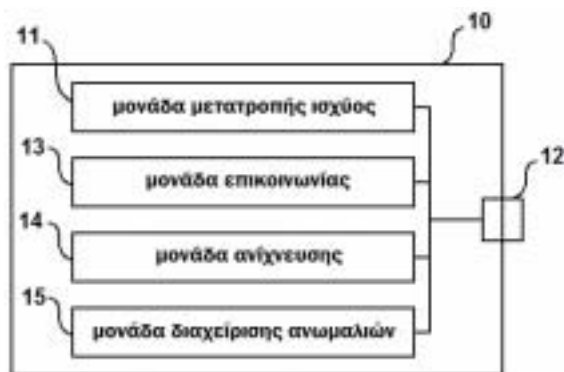 10
11
μονάδα μετατροπής ισχύος
12
13
μονάδα επικοινωνίας
14
μονάδα ανίχνευσης
15
μονάδα διαχείρισης ανωμαλιών